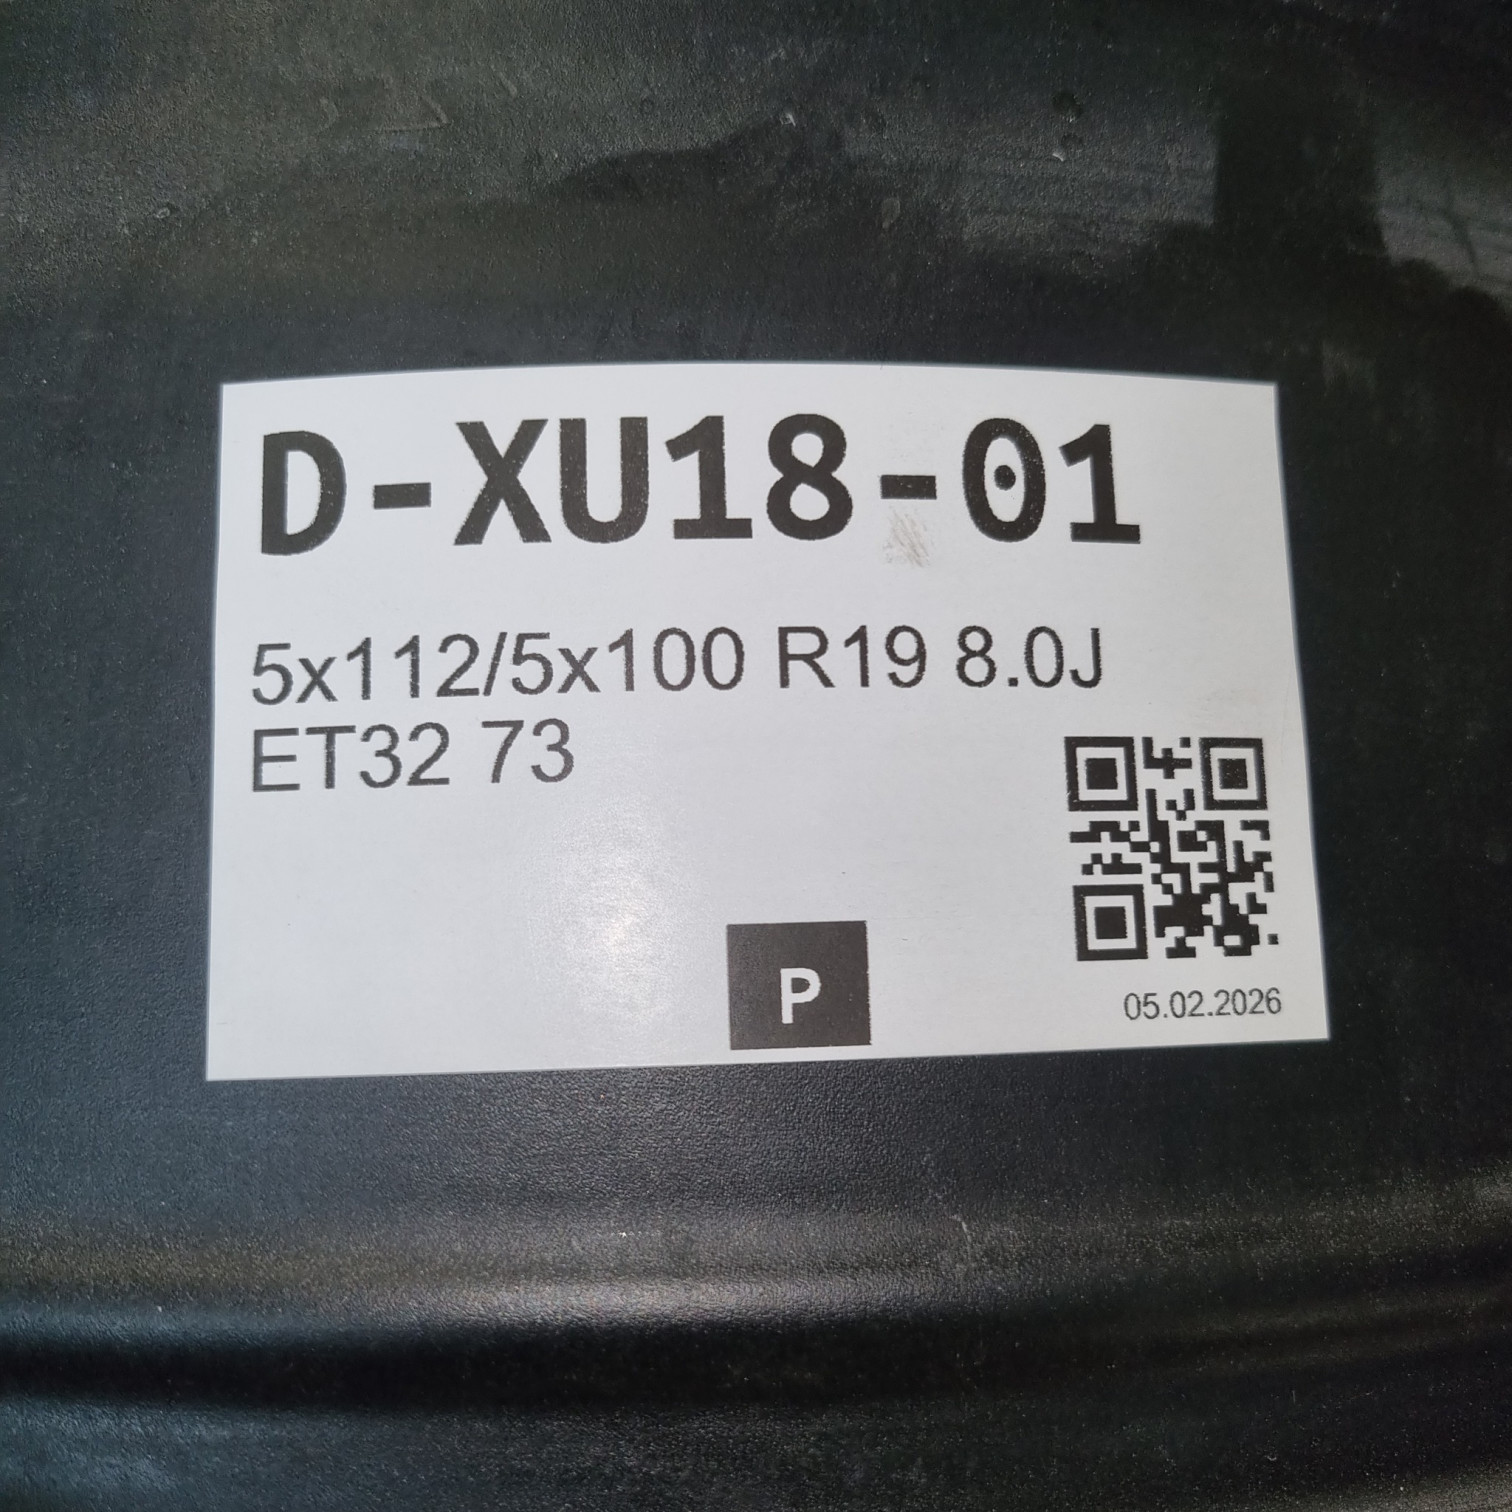 D-XU18-01
5x112/5x100 R19 8.0J
ET32 73
P
05.02.2026